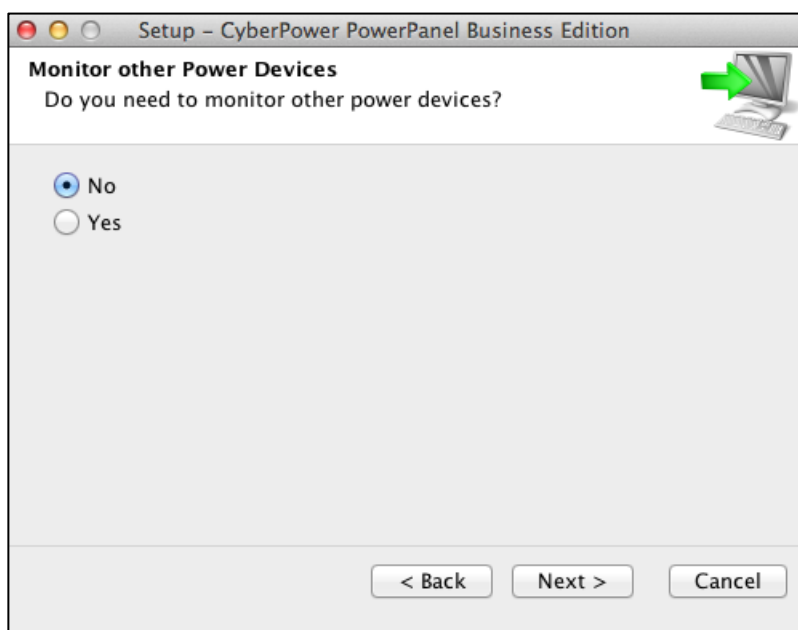 Setup – CyberPower PowerPanel Business Edition
Monitor other Power Devices
Do you need to monitor other power devices?
No
Yes
< Back Next > Cancel